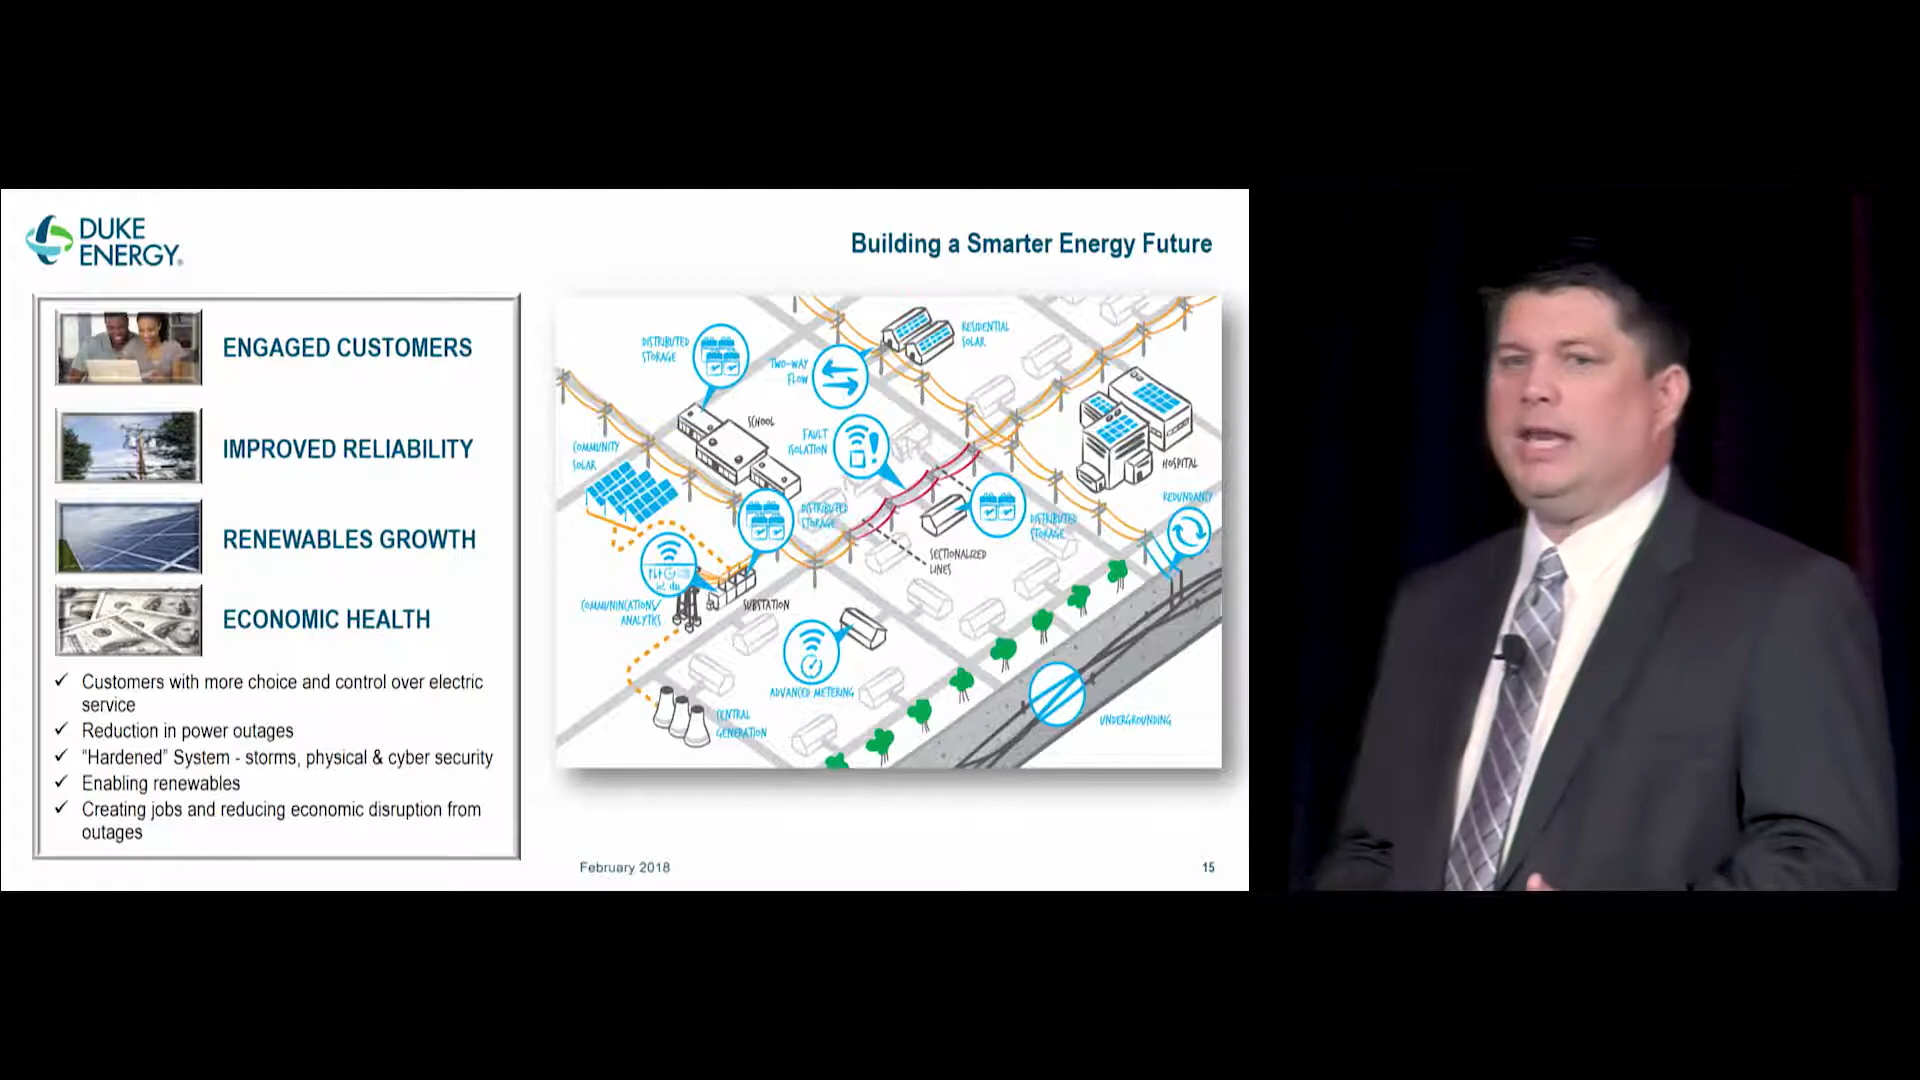 DUKE
ENERGY®
Building a Smarter Energy Future
ENGAGED CUSTOMERS
IMPROVED RELIABILITY
RENEWABLES GROWTH
ECONOMIC HEALTH
✓ Customers with more choice and control over electric
service
✓ Reduction in power outages
✓ “Hardened” System - storms, physical & cyber security
✓ Enabling renewables
✓ Creating jobs and reducing economic disruption from
outages
DISTRIBUTED
STORAGE
TWO-WAY
FLOW
RESIDENTIAL
SOLAR
SCHOOL
FAULT
ISOLATION
COMMUNITY
SOLAR
HOSPITAL
REDUNDANCY
DISTRIBUTED
STORAGE
DISTRIBUTED
STORAGE
SECTIONALIZED
LINES
COMMUNICATIONS/
ANALYTICS
SUBSTATION
ADVANCED METERING
CENTRAL
GENERATION
UNDERGROUNDING
February 2018
15